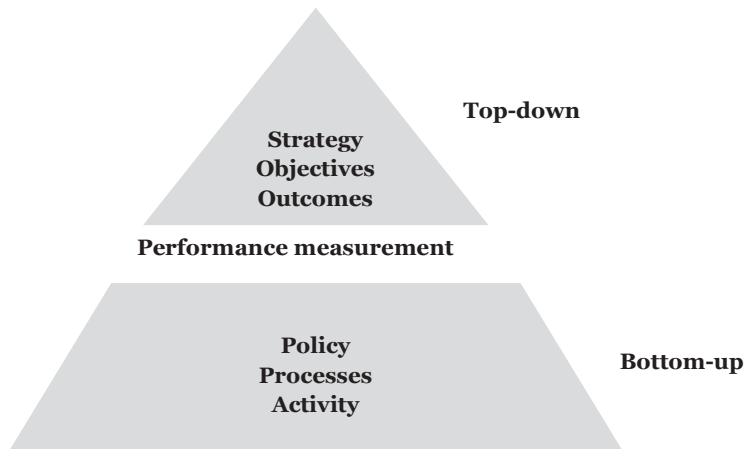 Top-down
Strategy
Objectives
Outcomes
Performance measurement
Policy
Processes
Activity
Bottom-up